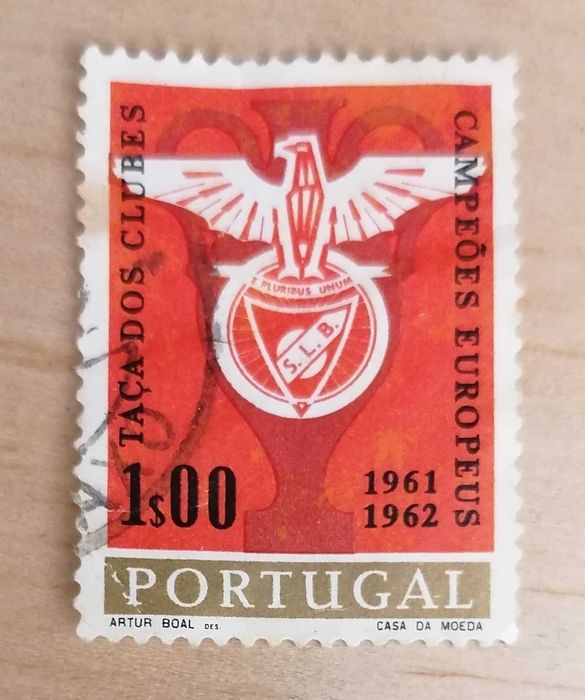 TAÇA DOS CLUBES
CAMPEÕES EUROPEUS
E PLURIBUS UNUM
S.L.B.
1$00
1961
1962
PORTUGAL
ARTUR BOAL DES.
CASA DA MOEDA